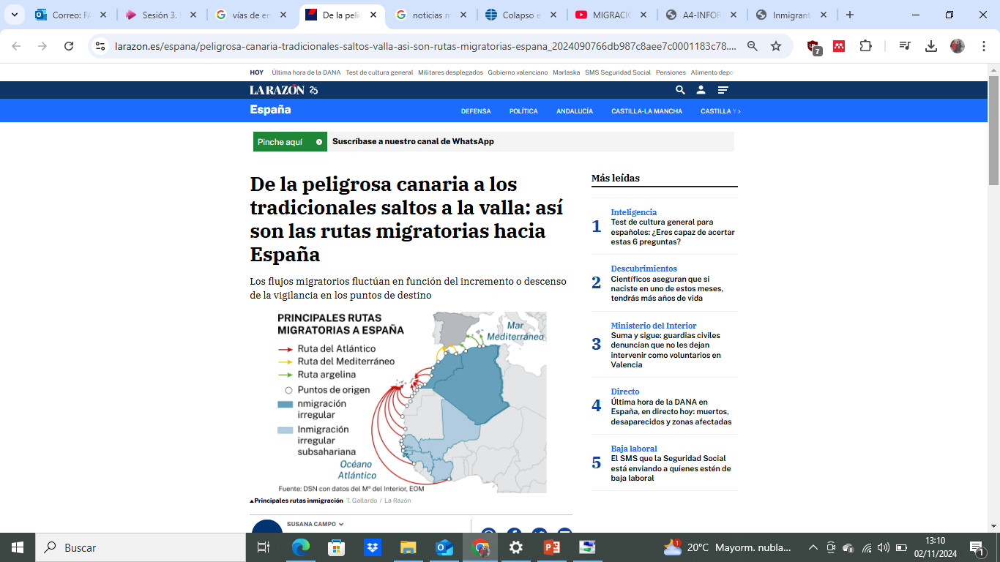 Correo: FA
Sesión 3.
vías de en
De la pelig
noticias m
Colapso e
MIGRACIÓ
A4-INFOR
Inmigrant
larazon.es/espana/peligrosa-canaria-tradicionales-saltos-valla-asi-son-rutas-migratorias-espana_2024090766db987c8aee7c0001183c78....
7
HOY Última hora de la DANA Test de cultura general Militares desplegados Gobierno valenciano Marlaska SMS Seguridad Social Pensiones Alimento depo
LA RAZÓN 25
España
DEFENSA POLÍTICA ANDALUCÍA CASTILLA-LA MANCHA CASTILLA Y
Pinche aquí Suscríbase a nuestro canal de WhatsApp
De la peligrosa canaria a los
tradicionales saltos a la valla: así
son las rutas migratorias hacia
España
Los flujos migratorios fluctúan en función del incremento o descenso
de la vigilancia en los puntos de destino
PRINCIPALES RUTAS
MIGRATORIAS A ESPAÑA
Ruta del Atlántico
Ruta del Mediterráneo
Ruta argelina
Puntos de origen
nmigración
irregular
Inmigración
irregular
subsahariana
Mar
Mediterráneo
Océano
Atlántico
Fuente: DSN con datos del Mº del Interior, EOM
Principales rutas inmigración T. Gallardo / La Razón
SUSANA CAMPO
Más leídas
1
Inteligencia
Test de cultura general para
españoles: ¿Eres capaz de acertar
estas 6 preguntas?
2
Descubrimientos
Científicos aseguran que si
naciste en uno de estos meses,
tendrás más años de vida
3
Ministerio del Interior
Suma y sigue: guardias civiles
denuncian que no les dejan
intervenir como voluntarios en
Valencia
4
Directo
Última hora de la DANA en
España, en directo hoy: muertos,
desaparecidos y zonas afectadas
5
Baja laboral
El SMS que la Seguridad Social
está enviando a quienes estén de
baja laboral
Buscar
1
20°C Mayorm. nubla...
13:10
02/11/2024
1